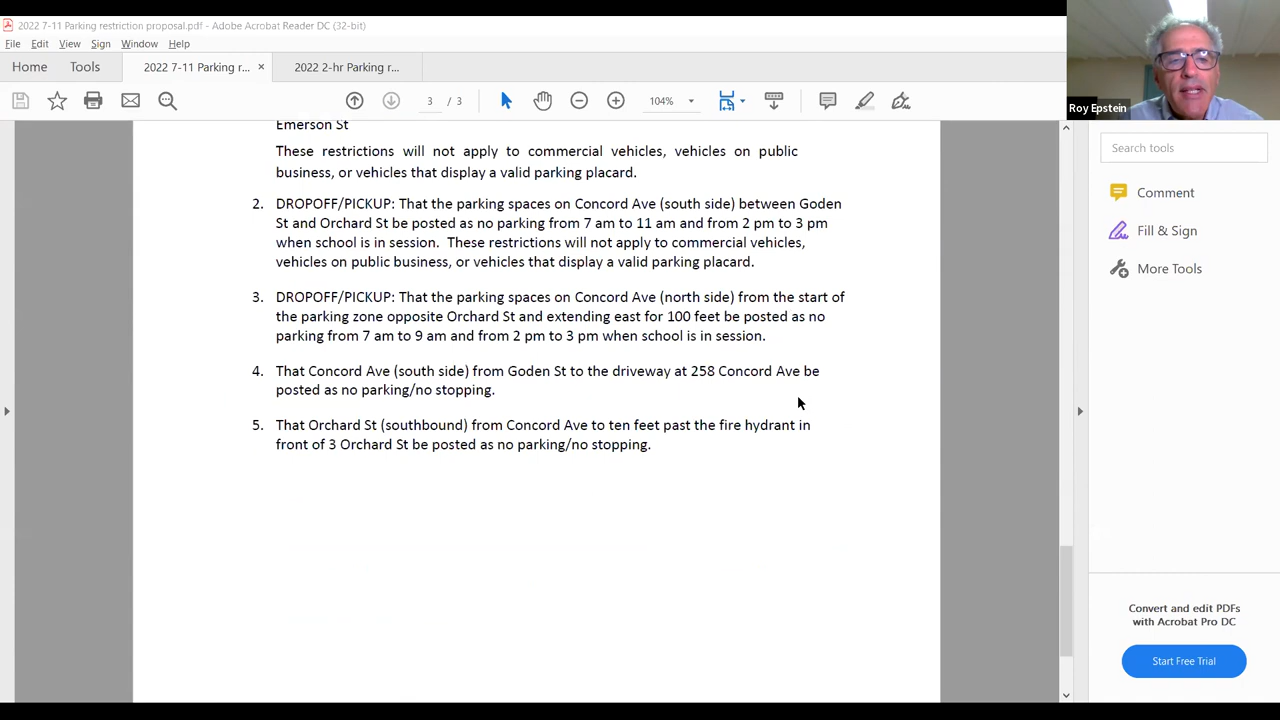 2022 7-11 Parking restriction proposal.pdf - Adobe Acrobat Reader DC (32-bit)
File Edit View Sign Window Help
Home Tools 2022 7-11 Parking r... × 2022 2-hr Parking r...
3 / 3 104%
Roy Epstein
Search tools
Comment
Fill & Sign
More Tools
Emerson St
These restrictions will not apply to commercial vehicles, vehicles on public
business, or vehicles that display a valid parking placard.
2. DROPOFF/PICKUP: That the parking spaces on Concord Ave (south side) between Goden
St and Orchard St be posted as no parking from 7 am to 11 am and from 2 pm to 3 pm
when school is in session. These restrictions will not apply to commercial vehicles,
vehicles on public business, or vehicles that display a valid parking placard.
3. DROPOFF/PICKUP: That the parking spaces on Concord Ave (north side) from the start of
the parking zone opposite Orchard St and extending east for 100 feet be posted as no
parking from 7 am to 9 am and from 2 pm to 3 pm when school is in session.
4. That Concord Ave (south side) from Goden St to the driveway at 258 Concord Ave be
posted as no parking/no stopping.
5. That Orchard St (southbound) from Concord Ave to ten feet past the fire hydrant in
front of 3 Orchard St be posted as no parking/no stopping.
Convert and edit PDFs
with Acrobat Pro DC
Start Free Trial